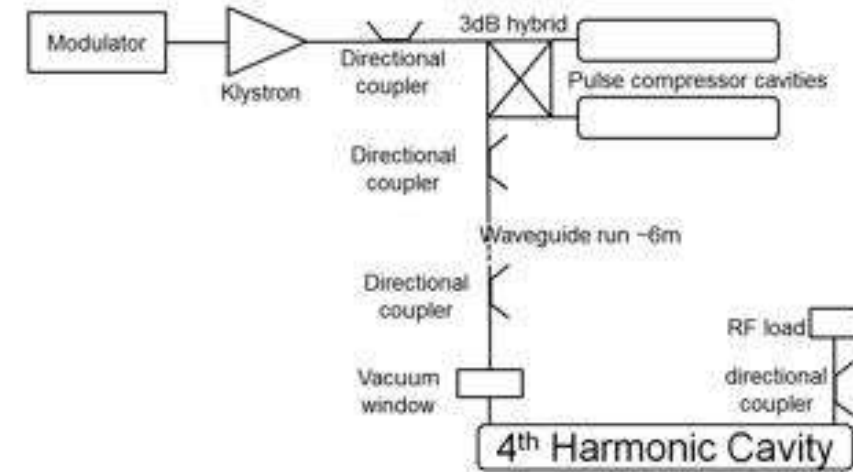 3dB hybrid
Modulator
Directional
coupler
Klystron
Pulse compressor cavities
Directional
coupler
Waveguide run ~6m
Directional
coupler
RF load
Vacuum
window
directional
coupler
4th Harmonic Cavity